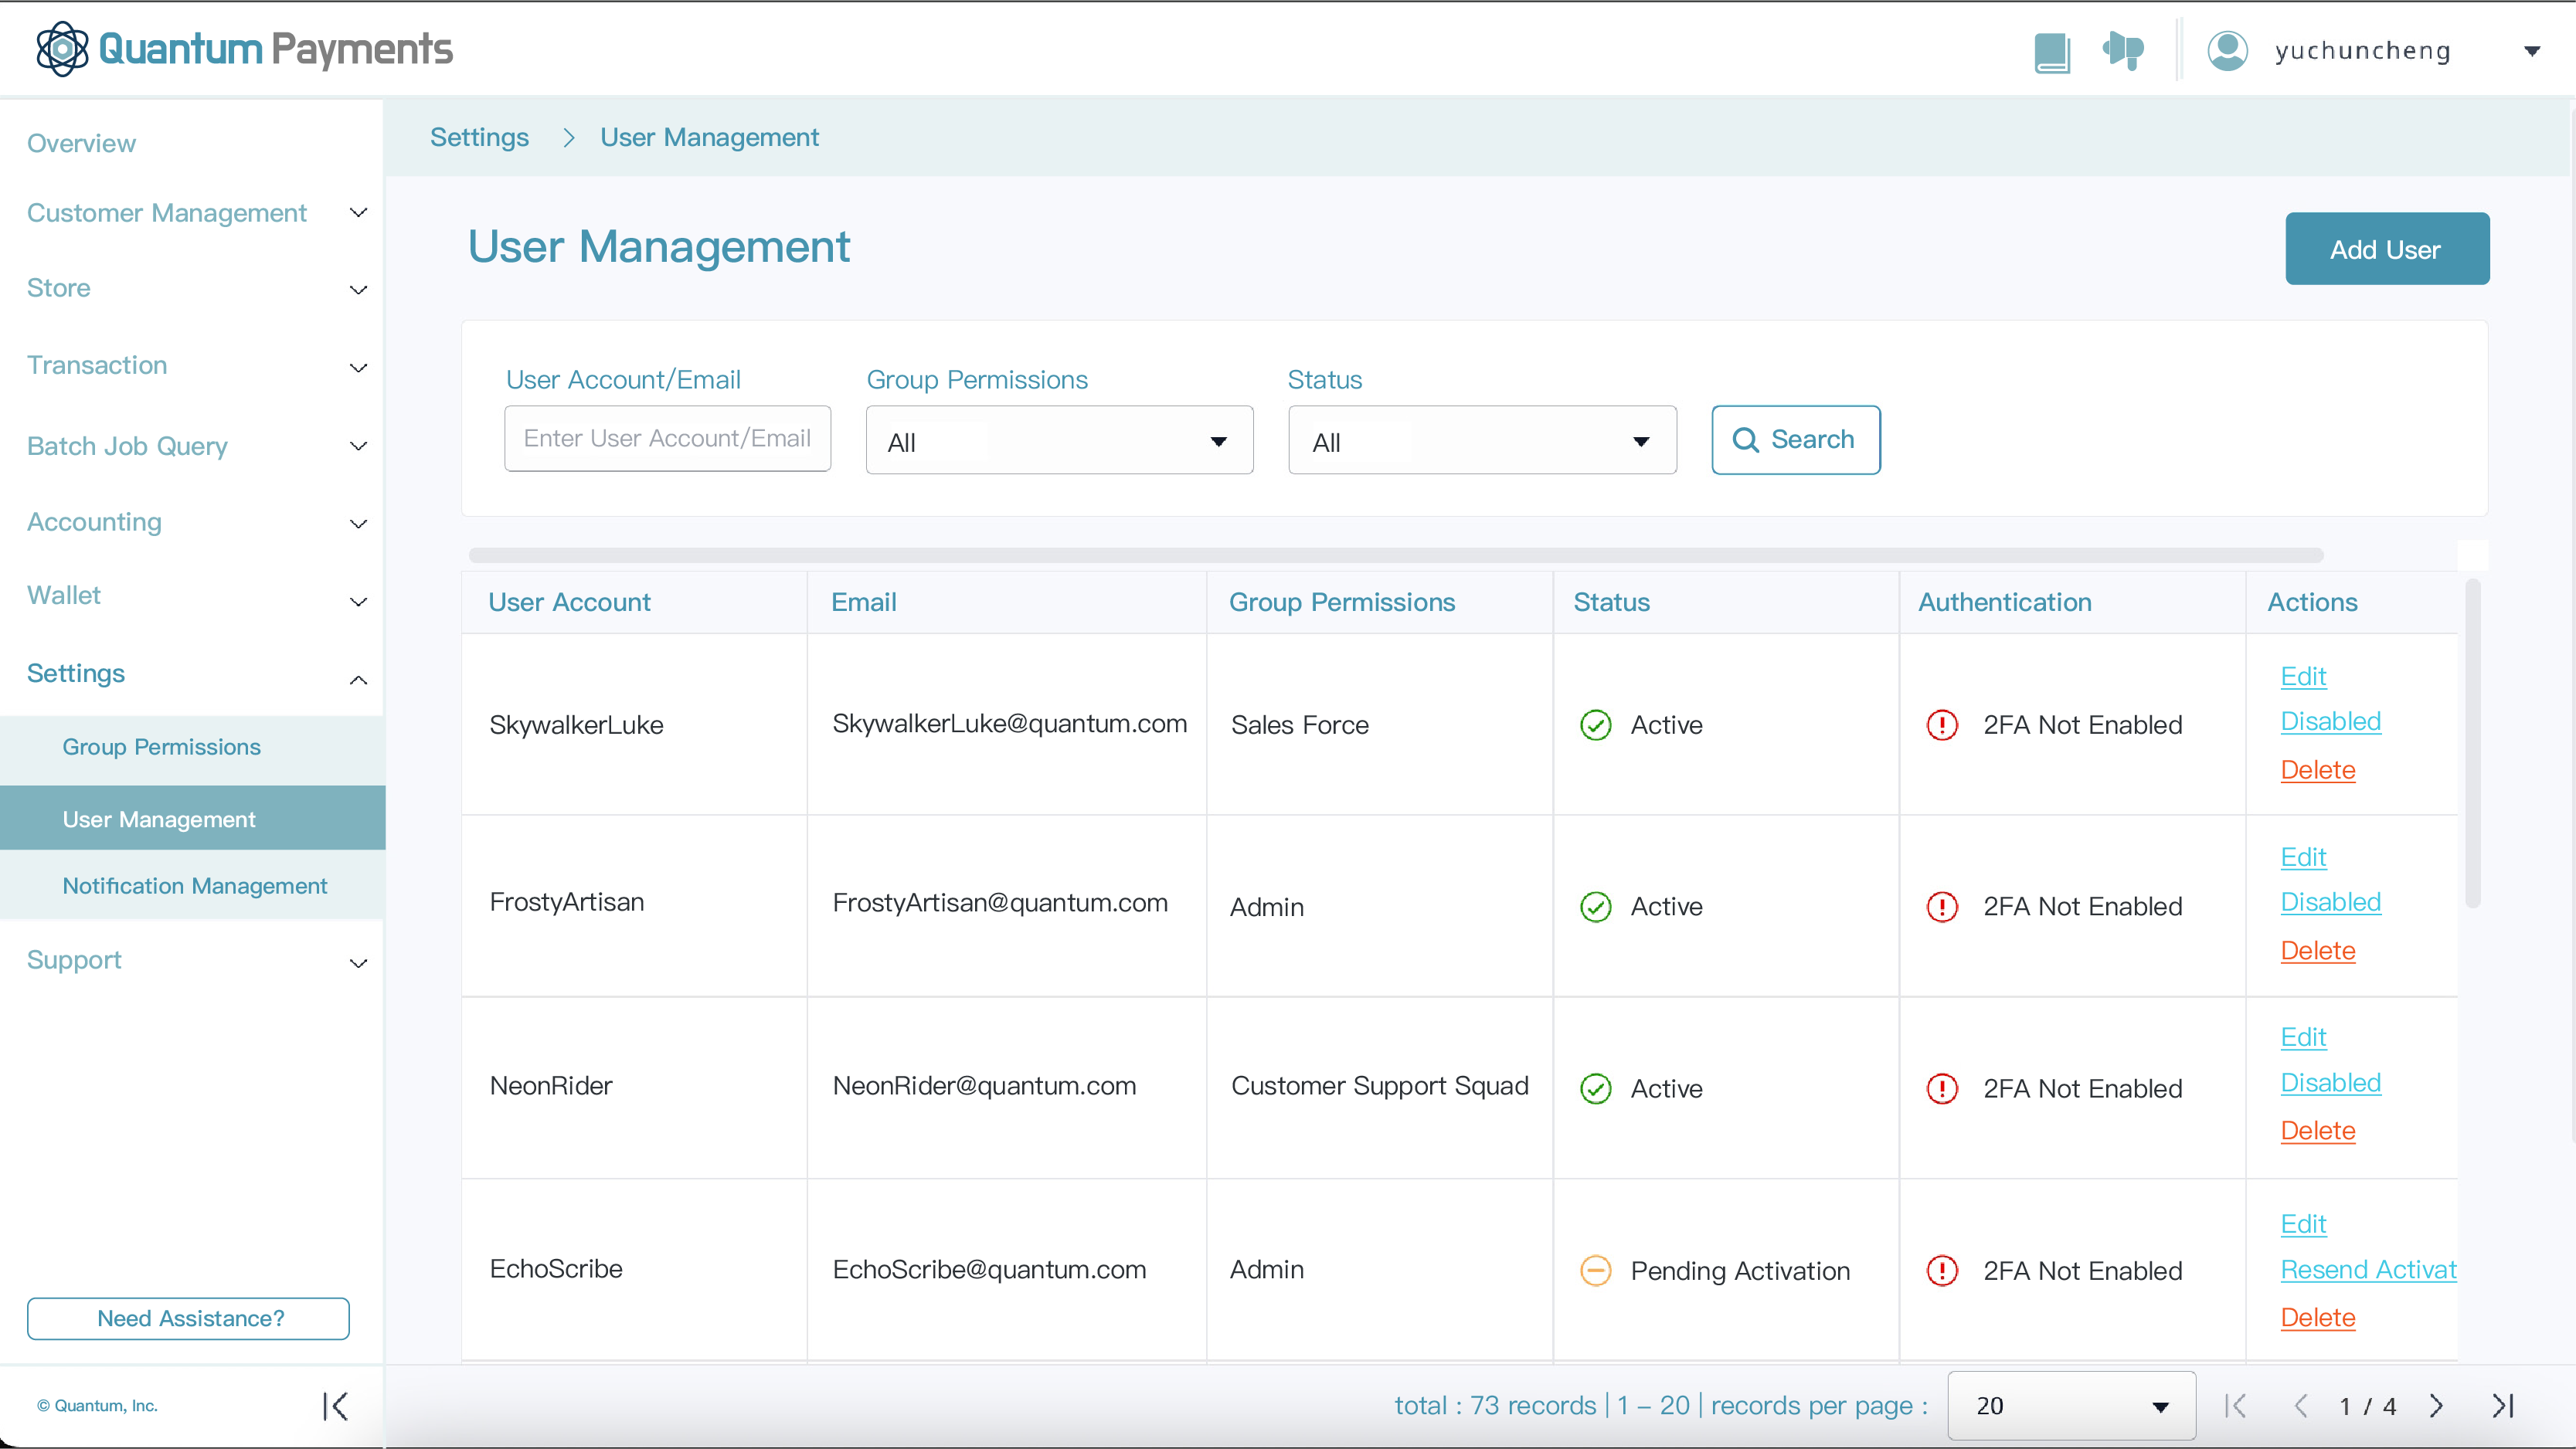 Quantum Payments
yuchuncheng
Overview
Customer Management
Store
Transaction
Batch Job Query
Accounting
Wallet
Settings
Group Permissions
User Management
Notification Management
Support
Need Assistance?
© Quantum, Inc.
Settings > User Management
User Management
Add User
User Account/Email Group Permissions Status
Enter User Account/Email All All Search
User Account Email Group Permissions Status Authentication Actions
SkywalkerLuke SkywalkerLuke@quantum.com Sales Force Active 2FA Not Enabled
Edit
Disabled
Delete
FrostyArtisan FrostyArtisan@quantum.com Admin Active 2FA Not Enabled
Edit
Disabled
Delete
NeonRider NeonRider@quantum.com Customer Support Squad Active 2FA Not Enabled
Edit
Disabled
Delete
EchoScribe EchoScribe@quantum.com Admin Pending Activation 2FA Not Enabled
Edit
Resend Activat
Delete
total : 73 records | 1 – 20 | records per page : 20 1 / 4